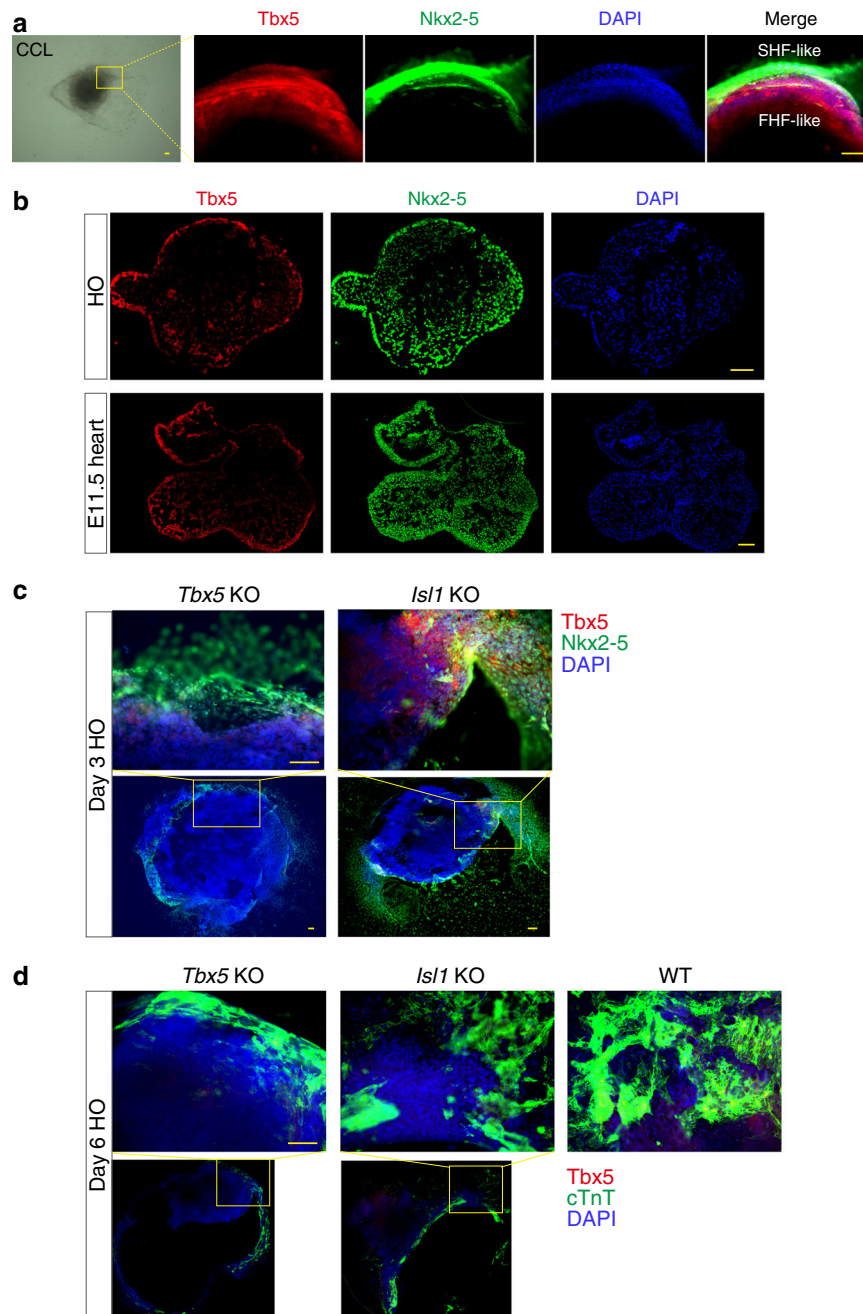 a
CCL
Tbx5
Nkx2-5
DAPI
Merge
SHF-like
FHF-like
b
Tbx5
Nkx2-5
DAPI
HO
E11.5 heart
c
Tbx5 KO
Isl1 KO
Day 3 HO
Tbx5
Nkx2-5
DAPI
d
Tbx5 KO
Isl1 KO
WT
Day 6 HO
Tbx5
cTnT
DAPI